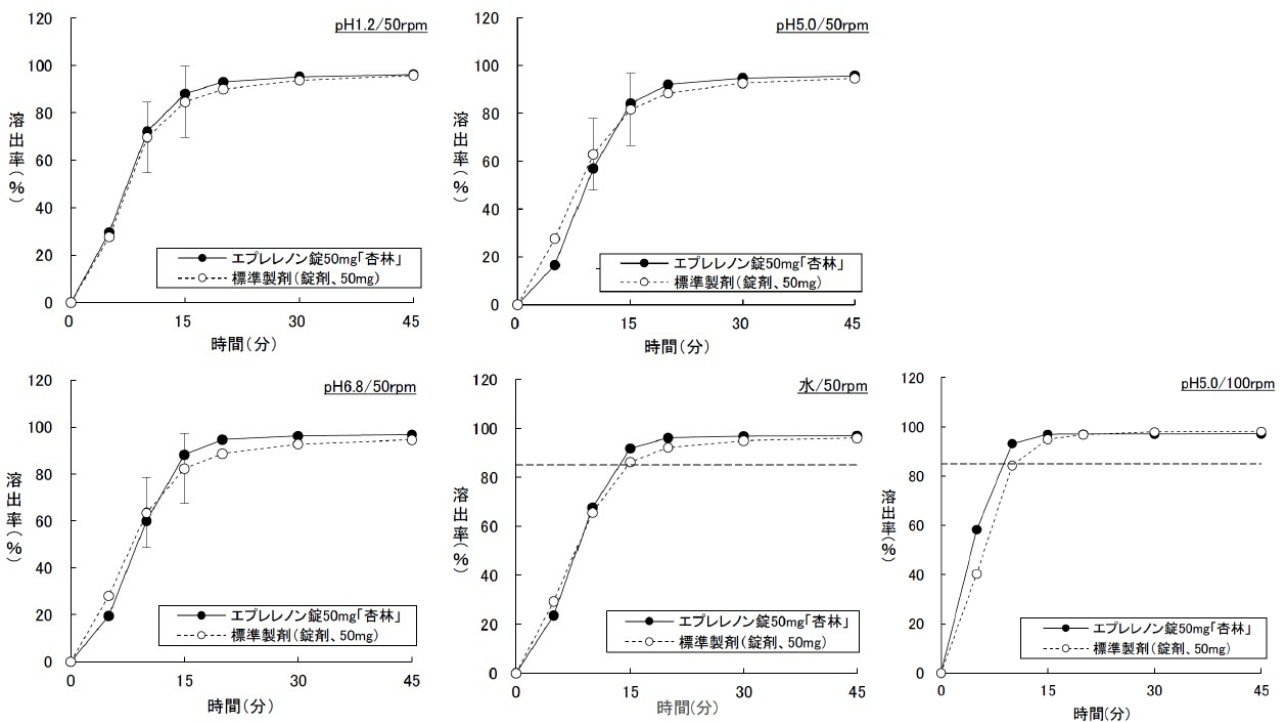 pH1.2/50rpm
120
100
80
60
40
20
0
溶出率(%)
エプレレノン錠50mg「杏林」
標準製剤(錠剤、50mg)
0
15
30
45
時間(分)
pH5.0/50rpm
120
100
80
60
40
20
0
溶出率(%)
エプレレノン錠50mg「杏林」
標準製剤(錠剤、50mg)
0
15
30
45
時間(分)
pH6.8/50rpm
120
100
80
60
40
20
0
溶出率(%)
エプレレノン錠50mg「杏林」
標準製剤(錠剤、50mg)
0
15
30
45
時間(分)
水/50rpm
120
100
80
60
40
20
0
溶出率(%)
エプレレノン錠50mg「杏林」
標準製剤(錠剤、50mg)
0
15
30
45
時間(分)
pH5.0/100rpm
120
100
80
60
40
20
0
溶出率(%)
エプレレノン錠50mg「杏林」
標準製剤(錠剤、50mg)
0
15
30
45
時間(分)